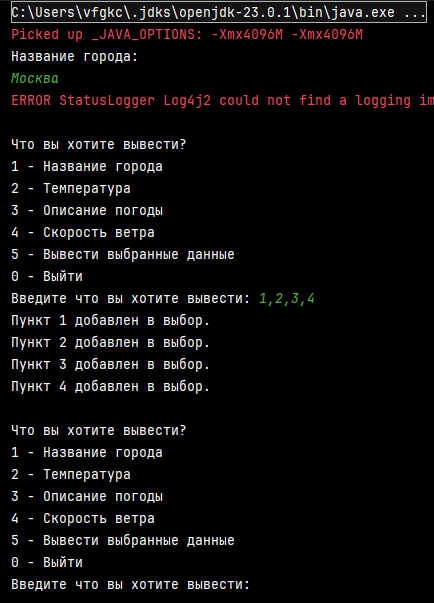 C:\Users\vfgkc\.jdks\openjdk-23.0.1\bin\java.exe ...
Picked up _JAVA_OPTIONS: -Xmx4096M -Xmx4096M
Название города:
Москва
ERROR StatusLogger Log4j2 could not find a logging im
Что вы хотите вывести?
1 - Название города
2 - Температура
3 - Описание погоды
4 - Скорость ветра
5 - Вывести выбранные данные
0 - Выйти
Введите что вы хотите вывести: 1,2,3,4
Пункт 1 добавлен в выбор.
Пункт 2 добавлен в выбор.
Пункт 3 добавлен в выбор.
Пункт 4 добавлен в выбор.
Что вы хотите вывести?
1 - Название города
2 - Температура
3 - Описание погоды
4 - Скорость ветра
5 - Вывести выбранные данные
0 - Выйти
Введите что вы хотите вывести: